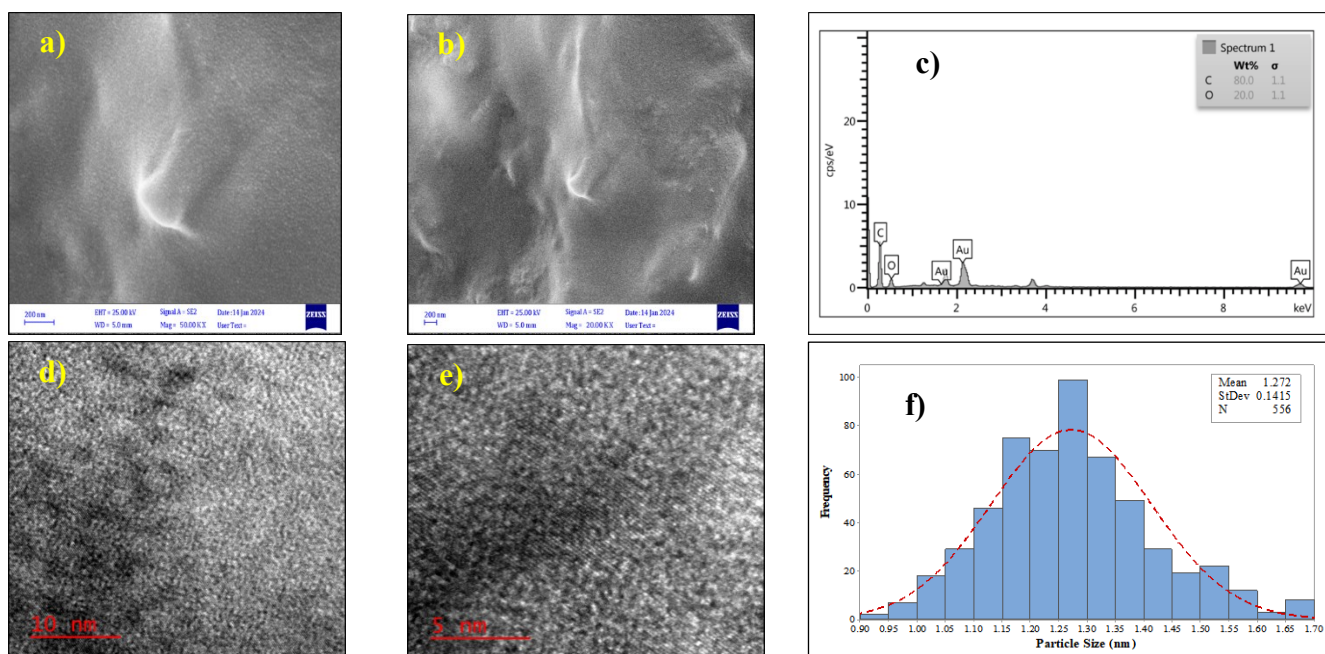 a)
200 nm
EHT = 25.00 kV
WD = 5.0 mm
Signal A = SE2
Mag = 50.00 K X
Date :14 Jan 2024
User Text =
ZEISS
b)
200 nm
EHT = 25.00 kV
WD = 5.0 mm
Signal A = SE2
Mag = 20.00 K X
Date :14 Jan 2024
User Text =
ZEISS
c)
Spectrum 1
Wt% σ
C 80.0 1.1
O 20.0 1.1
cps/eV
20
10
0
C
O
Au
Au
Au
0 2 4 6 8 keV
d)
10 nm
e)
5 nm
f)
Mean 1.272
StDev 0.1415
N 556
Frequency
100
80
60
40
20
0
0.90 0.95 1.00 1.05 1.10 1.15 1.20 1.25 1.30 1.35 1.40 1.45 1.50 1.55 1.60 1.65 1.70
Particle Size (nm)